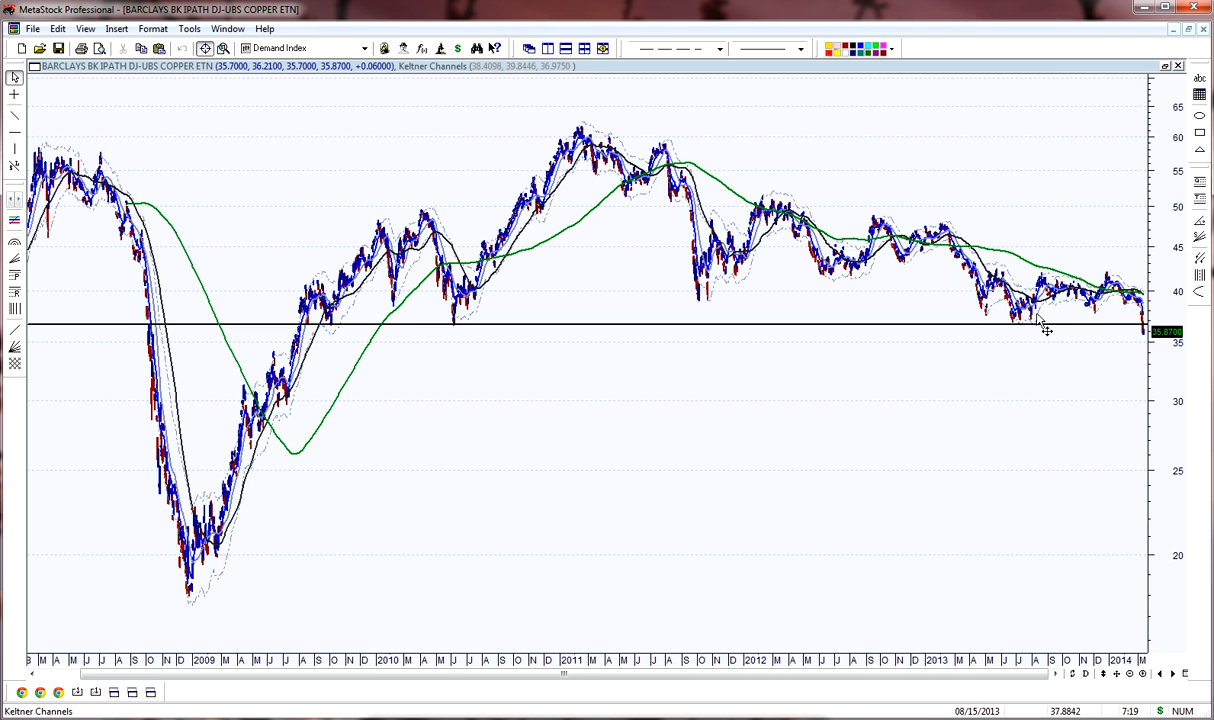 MetaStock Professional - [BARCLAYS BK IPATH DJ-UBS COPPER ETN]
File Edit View Insert Format Tools Window Help
Demand Index
BARCLAYS BK IPATH DJ-UBS COPPER ETN (35.7000, 36.2100, 35.7000, 35.8700, +0.06000), Keltner Channels (38.4098, 39.8446, 36.9750 )
abc
65
60
55
50
45
40
35.8700
35
30
25
20
M A M J J A S O N D 2009 M A M J J A S O N D 2010 A M J J A S O N D 2011 M A M J J A S O N D 2012 M A M J J A S O N D 2013 M A M J J A S O N D 2014 M
D
Keltner Channels 08/15/2013 37.8842 7:19 $ NUM